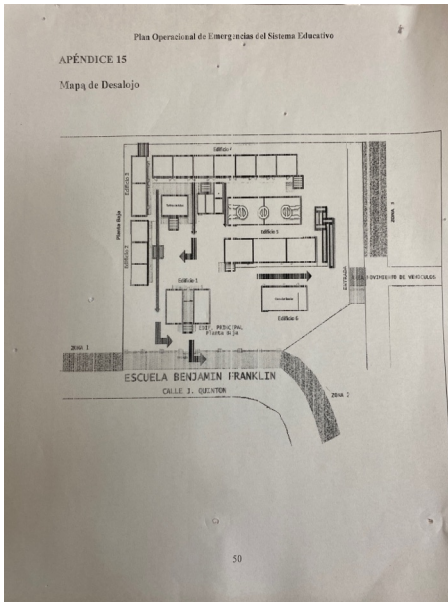 Plan Operacional de Emergencias del Sistema Educativo
APÉNDICE 15
Mapa de Desalojo
Edificio 4
Edificio 3
Planta Baja
Edificio 2
Edificio 5
Edificio 1
EDIF. PRINCIPAL
Planta Baja
Edificio 6
ENTRADA
MOVIMIENTO DE VEHICULOS
ZONA 3
ZONA 1
ESCUELA BENJAMIN FRANKLIN
CALLE J. QUINTON
ZONA 2
50